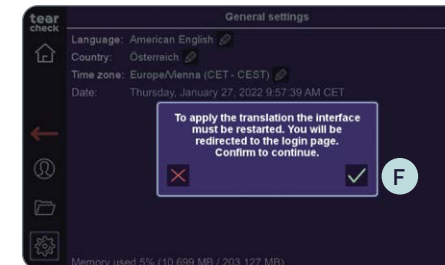 tear
check
General settings
Language: American English
Country: Österreich
Time zone: Europe/Vienna (CET - CEST)
Date: Thursday, January 27, 2022 9:57:39 AM CET
To apply the translation the interface
must be restarted. You will be
redirected to the login page.
Confirm to continue.
F
Memory used 5% (10,699 MB / 203,127 MB)